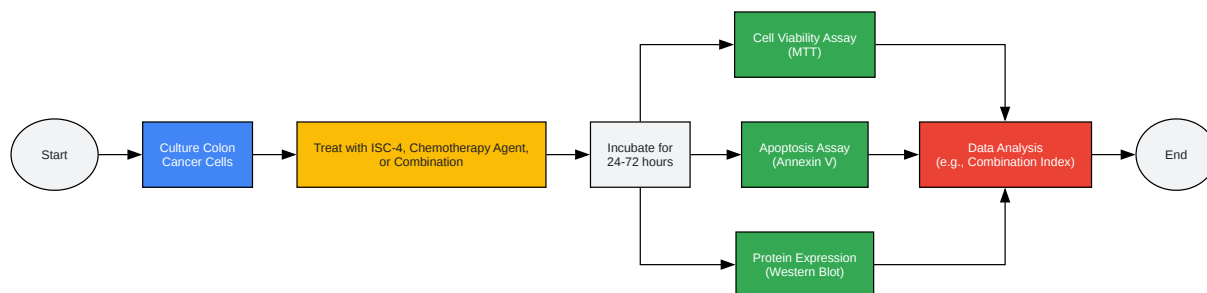 Start
Culture Colon
Cancer Cells
Treat with ISC-4, Chemotherapy Agent,
or Combination
Incubate for
24-72 hours
Cell Viability Assay
(MTT)
Apoptosis Assay
(Annexin V)
Protein Expression
(Western Blot)
Data Analysis
(e.g., Combination Index)
End